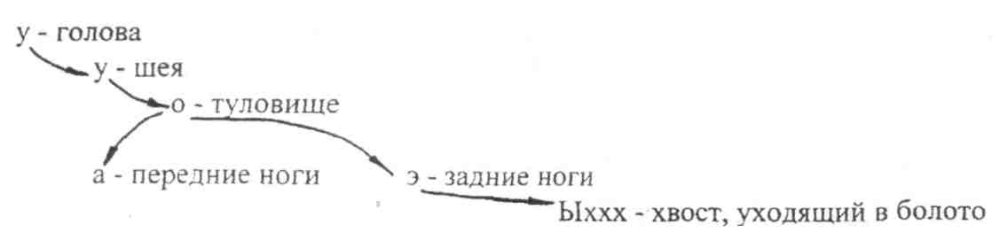 у - голова
у - шея
о - туловище
а - передние ноги э - задние ноги
Ыххх - хвост, уходящий в болото